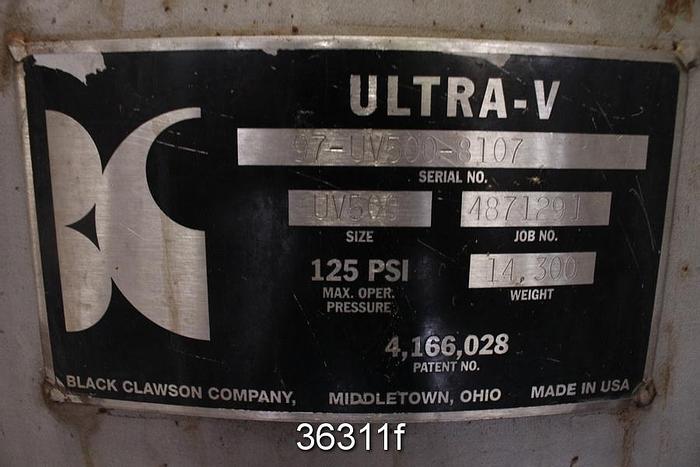 ULTRA-V
97-UV500-8107
SERIAL NO.
UV500
SIZE
4871291
JOB NO.
125 PSI
MAX. OPER.
PRESSURE
14,300
WEIGHT
4,166,028
PATENT NO.
BLACK CLAWSON COMPANY, MIDDLETOWN, OHIO MADE IN USA
36311f